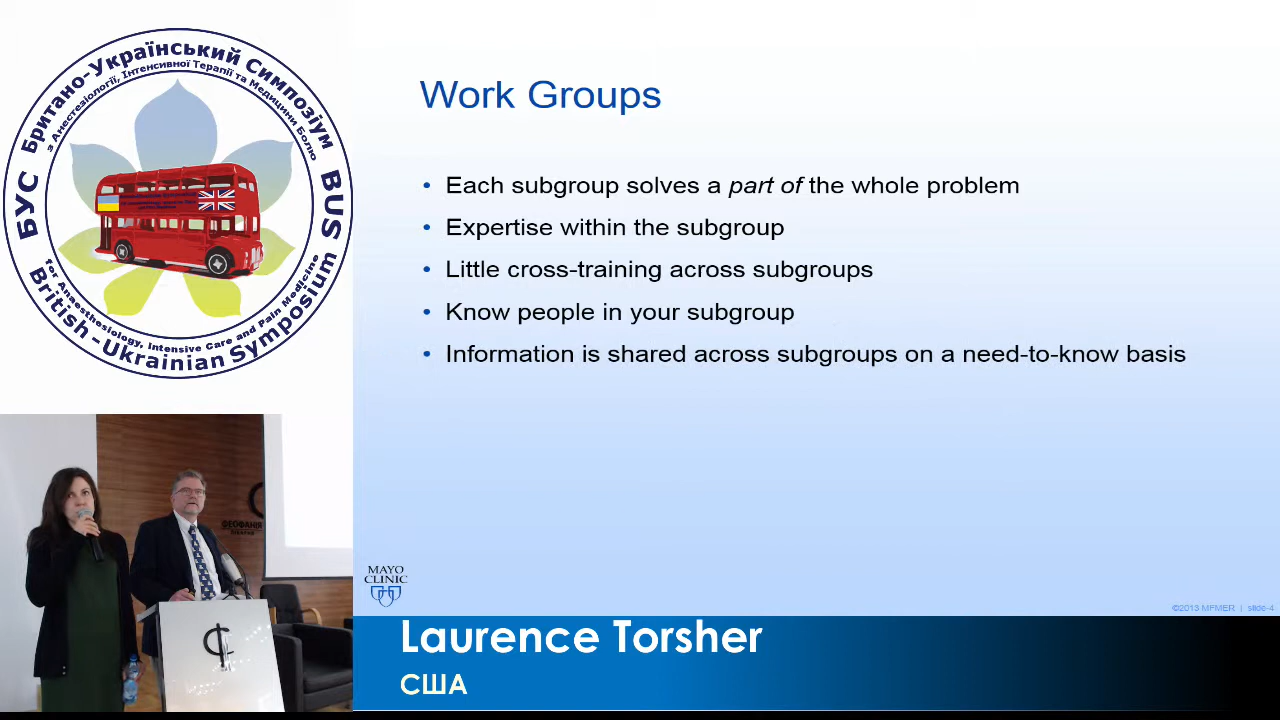 Британо-Український Симпозіум
з Анестезіології, Інтенсивної Терапії та Медицини Болю
БУС
BUS
for Anaesthesiology, Intensive Care and Pain Medicine
British-Ukrainian Symposium
Work Groups
• Each subgroup solves a part of the whole problem
• Expertise within the subgroup
• Little cross-training across subgroups
• Know people in your subgroup
• Information is shared across subgroups on a need-to-know basis
MAYO
CLINIC
©2013 MFMER | slide-4
ФЕОФАНІЯ
Laurence Torsher
США